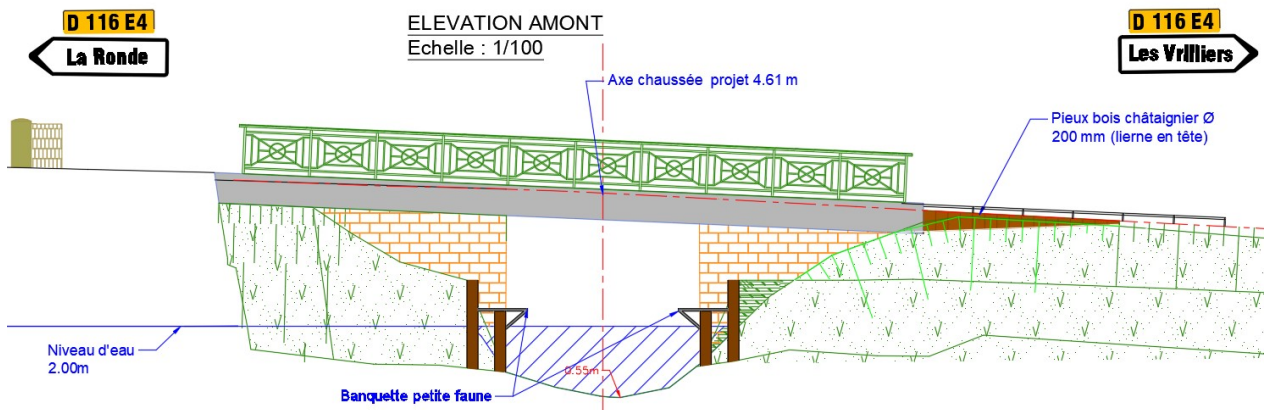 D 116 E4
La Ronde
ELEVATION AMONT
Echelle : 1/100
D 116 E4
Les Vrilliers
Axe chaussée projet 4.61 m
Pieux bois châtaignier Ø
200 mm (lierne en tête)
Niveau d'eau
2.00m
0.55m
Banquette petite faune